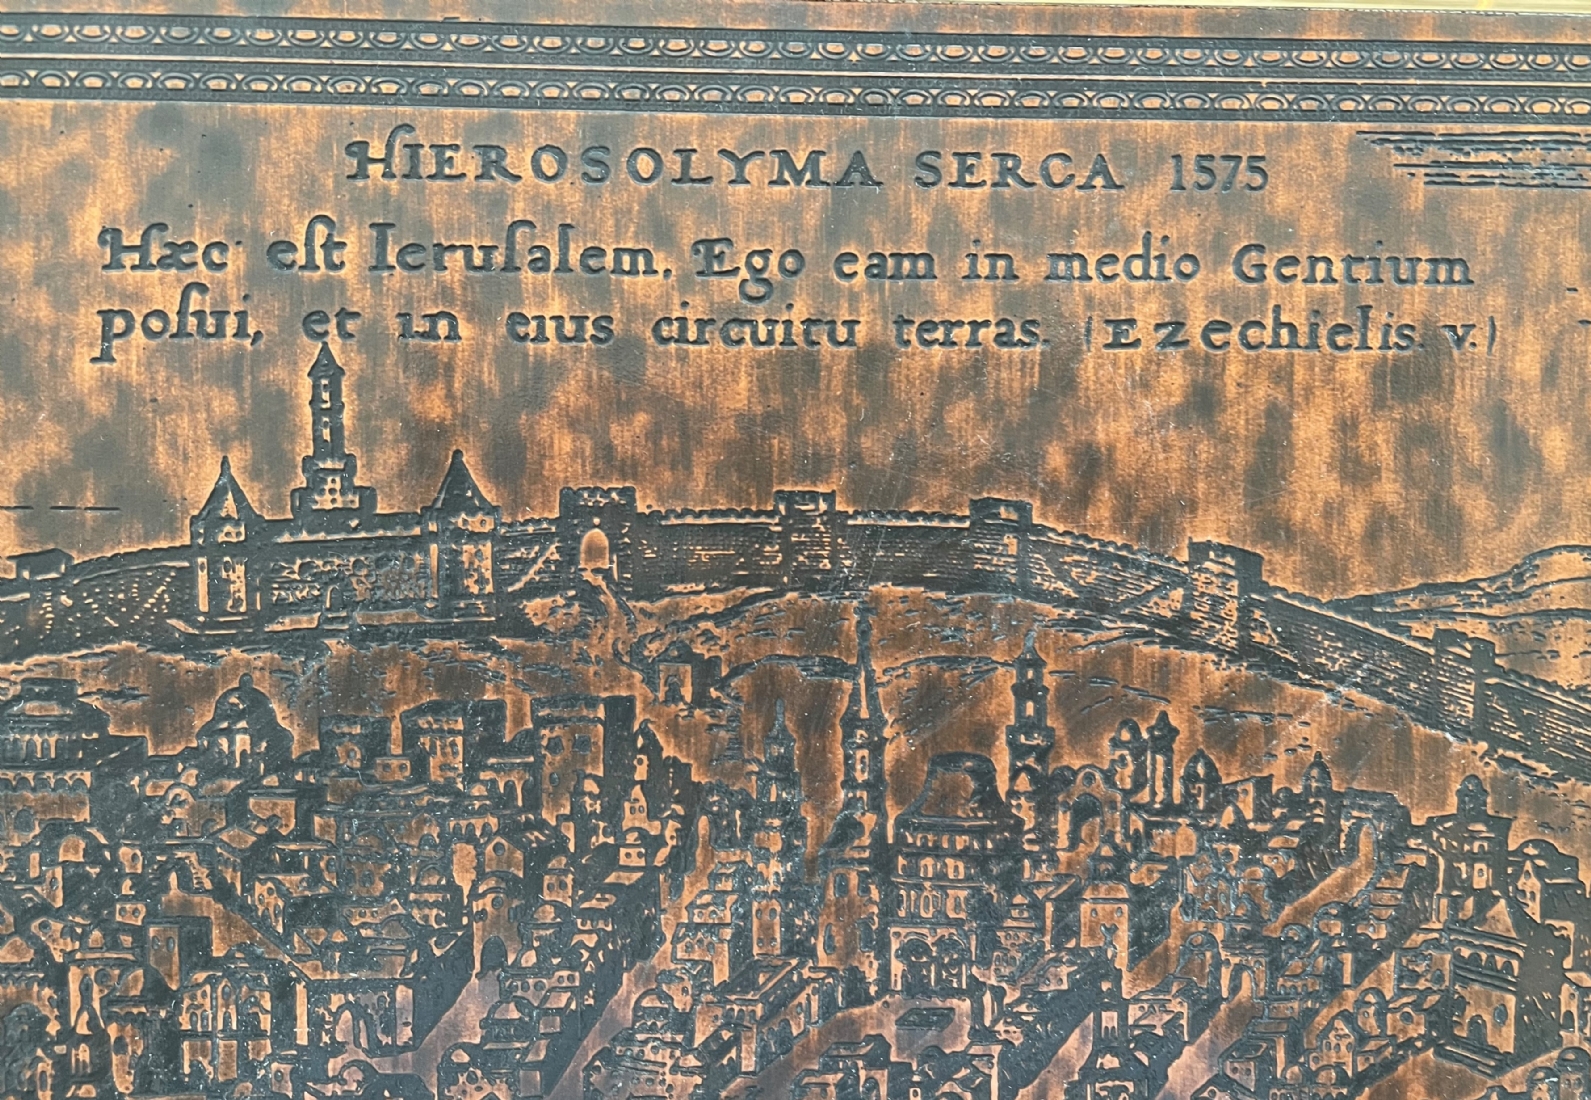 HIEROSOLYMA SERCA 1575
Hæc eſt Ieruſalem. Ego eam in medio Gentium
poſui, et in eius circuitu terras. (Ezechielis. v.)